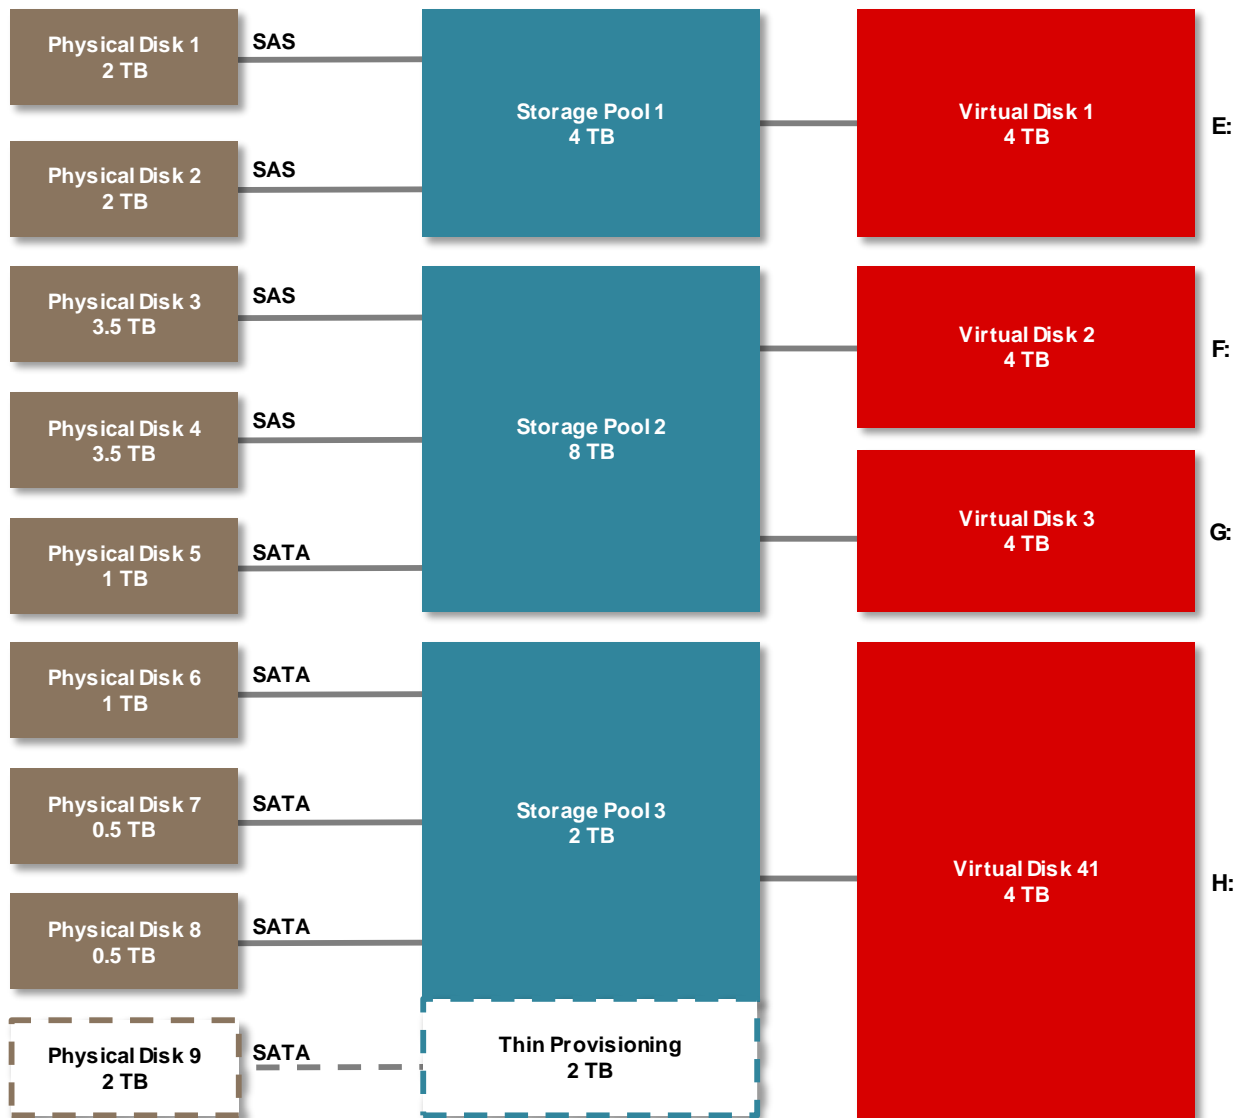 Physical Disk 1
2 TB
SAS
Storage Pool 1
4 TB
Virtual Disk 1
4 TB
E:
Physical Disk 2
2 TB
SAS
Physical Disk 3
3.5 TB
SAS
Virtual Disk 2
4 TB
F:
Physical Disk 4
3.5 TB
SAS
Storage Pool 2
8 TB
Virtual Disk 3
4 TB
G:
Physical Disk 5
1 TB
SATA
Physical Disk 6
1 TB
SATA
Physical Disk 7
0.5 TB
SATA
Storage Pool 3
2 TB
Virtual Disk 41
4 TB
H:
Physical Disk 8
0.5 TB
SATA
Physical Disk 9
2 TB
SATA
Thin Provisioning
2 TB